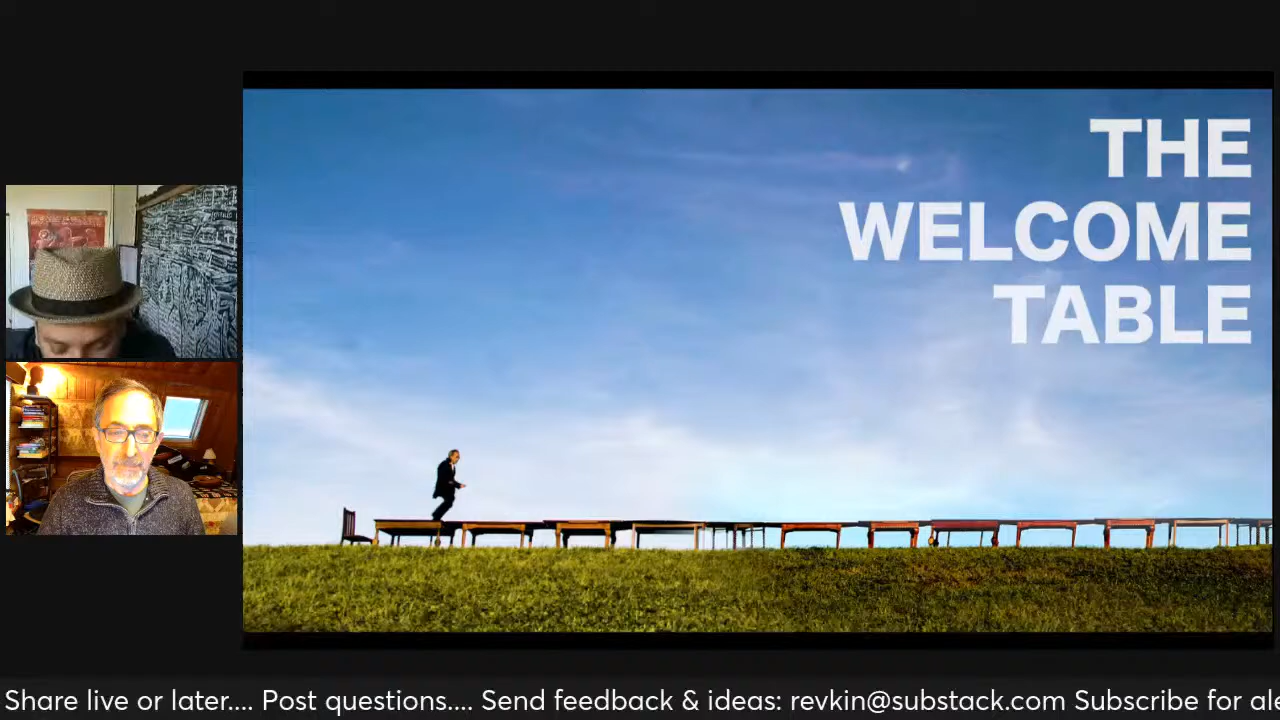 THE
WELCOME
TABLE
Share live or later.... Post questions.... Send feedback & ideas: revkin@substack.com Subscribe for ale